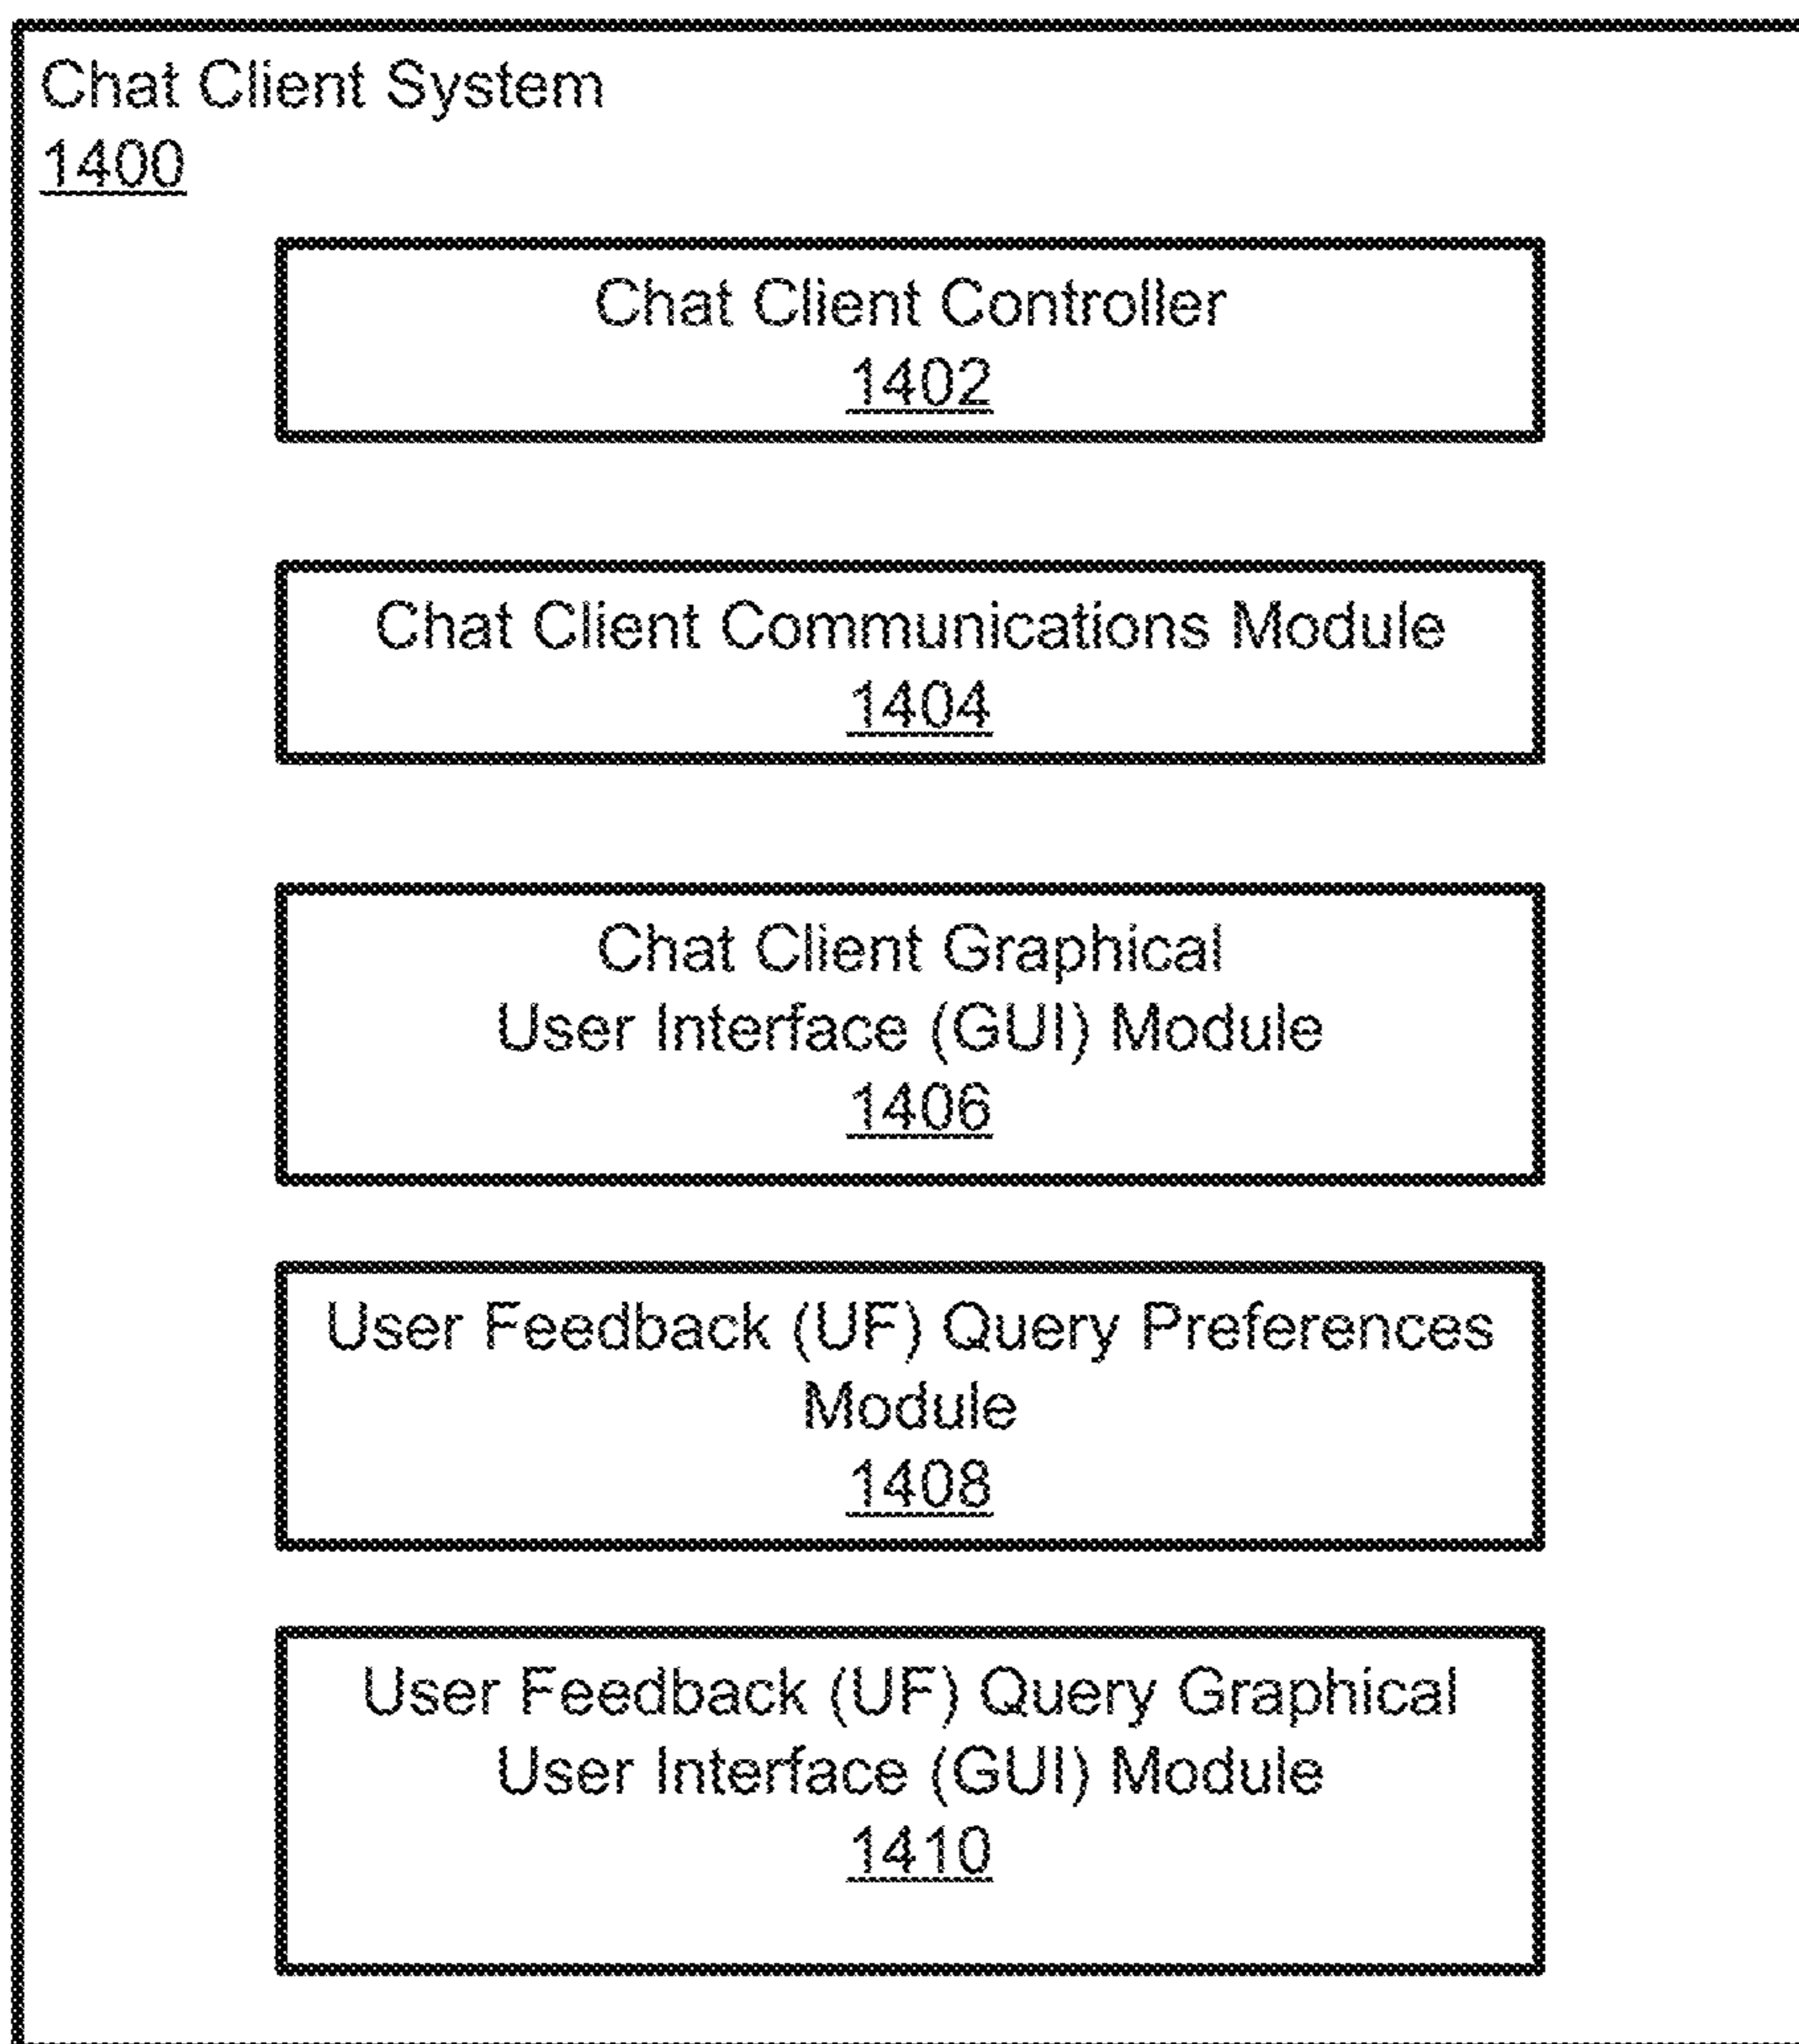 Chat Client System
1400
Chat Client Controller
1402
Chat Client Communications Module
1404
Chat Client Graphical
User Interface (GUI) Module
1406
User Feedback (UF) Query Preferences
Module
1408
User Feedback (UF) Query Graphical
User Interface (GUI) Module
1410